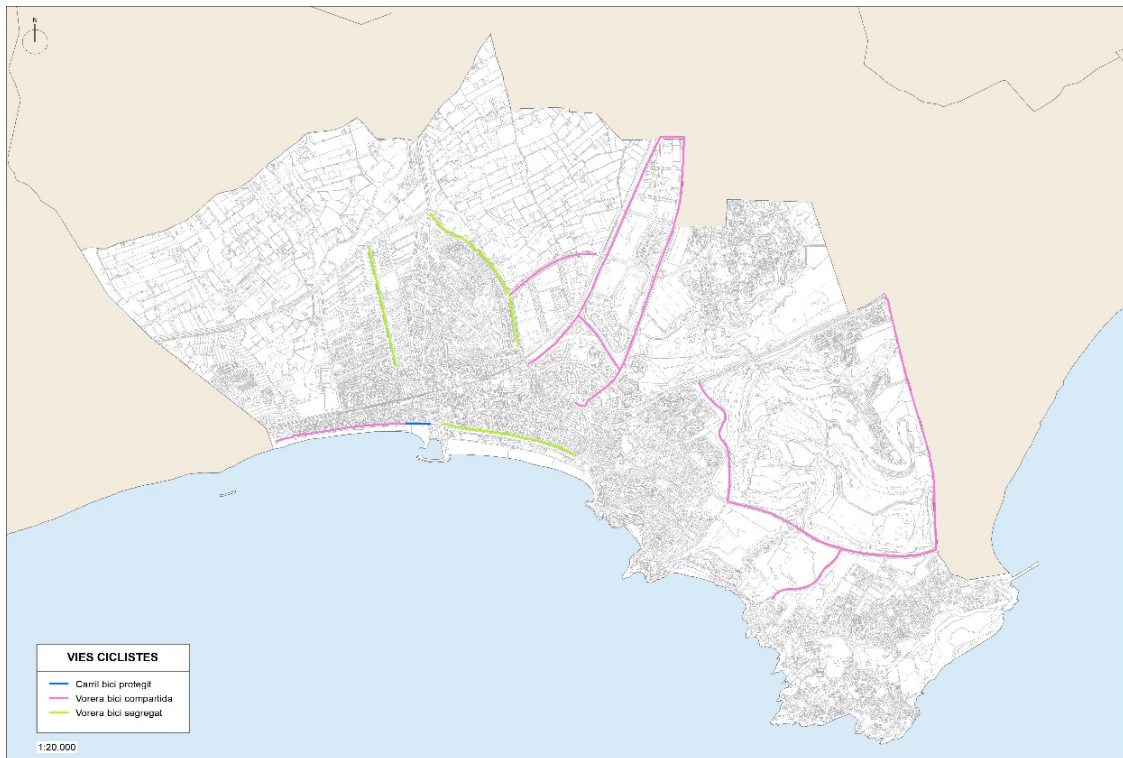 N
VIES CICLISTES
Carril bici protegit
Vorera bici compartida
Vorera bici segregat
1:20.000